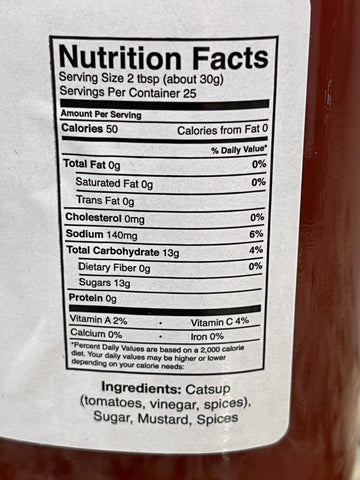 Nutrition Facts
Serving Size 2 tbsp (about 30g)
Servings Per Container 25
Amount Per Serving
Calories 50 Calories from Fat 0
% Daily Value*
Total Fat 0g 0%
Saturated Fat 0g 0%
Trans Fat 0g
Cholesterol 0mg 0%
Sodium 140mg 6%
Total Carbohydrate 13g 4%
Dietary Fiber 0g 0%
Sugars 13g
Protein 0g
Vitamin A 2% • Vitamin C 4%
Calcium 0% • Iron 0%
*Percent Daily Values are based on a 2,000 calorie
diet. Your daily values may be higher or lower
depending on your calorie needs:
Ingredients: Catsup
(tomatoes, vinegar, spices),
Sugar, Mustard, Spices